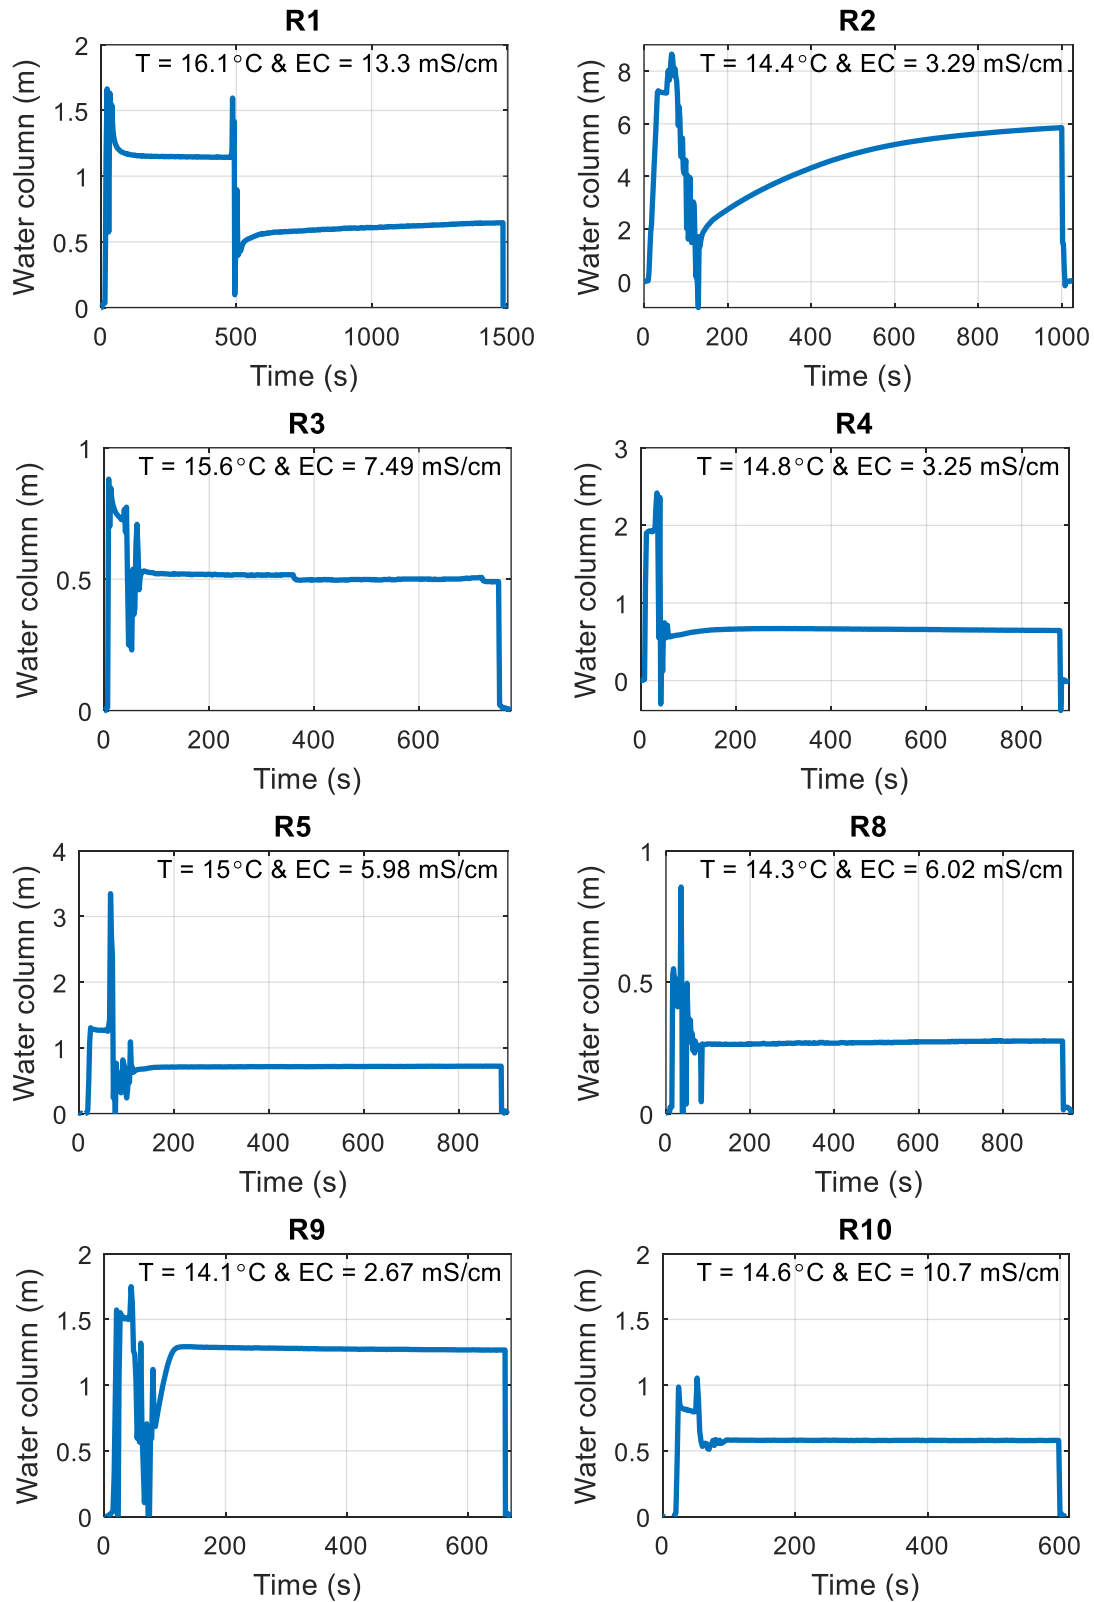 R1
T = 16.1°C & EC = 13.3 mS/cm
Water column (m)
2
1.5
1
0.5
0
0 500 1000 1500
Time (s)
R2
T = 14.4°C & EC = 3.29 mS/cm
Water column (m)
8
6
4
2
0
0 200 400 600 800 1000
Time (s)
R3
T = 15.6°C & EC = 7.49 mS/cm
Water column (m)
1
0.5
0
0 200 400 600
Time (s)
R4
T = 14.8°C & EC = 3.25 mS/cm
Water column (m)
3
2
1
0
0 200 400 600 800
Time (s)
R5
T = 15°C & EC = 5.98 mS/cm
Water column (m)
4
3
2
1
0
0 200 400 600 800
Time (s)
R8
T = 14.3°C & EC = 6.02 mS/cm
Water column (m)
1
0.5
0
0 200 400 600 800
Time (s)
R9
T = 14.1°C & EC = 2.67 mS/cm
Water column (m)
2
1.5
1
0.5
0
0 200 400 600
Time (s)
R10
T = 14.6°C & EC = 10.7 mS/cm
Water column (m)
2
1.5
1
0.5
0
0 200 400 600
Time (s)